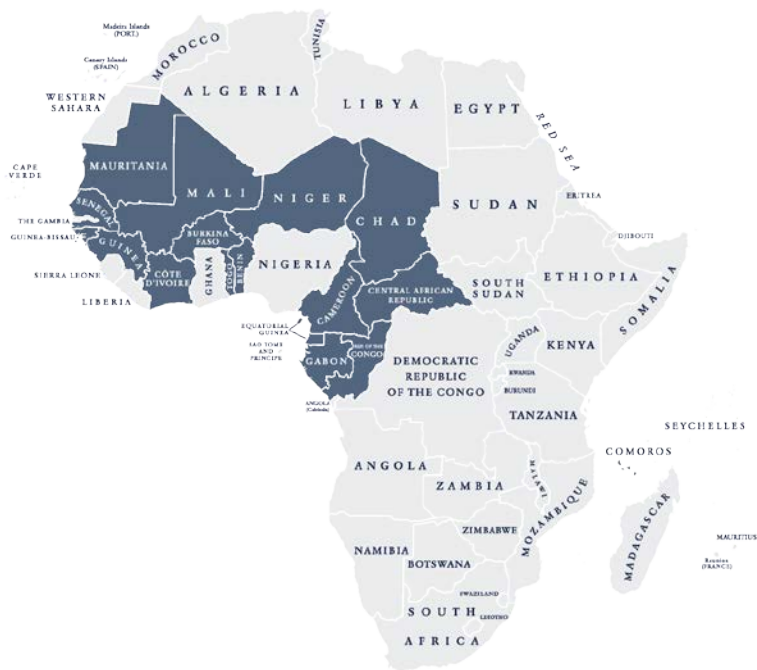 Madeira Islands
(PORT.)
Canary Islands
(SPAIN)
MOROCCO
TUNISIA
ALGERIA
LIBYA
EGYPT
WESTERN
SAHARA
RED SEA
CAPE
VERDE
MAURITANIA
MALI
NIGER
CHAD
SUDAN
ERITREA
SENEGAL
THE GAMBIA
GUINEA-BISSAU
GUINEA
BURKINA
FASO
DJIBOUTI
SIERRA LEONE
LIBERIA
CÔTE
D'IVOIRE
GHANA
TOGO
BENIN
NIGERIA
CAMEROON
CENTRAL AFRICAN
REPUBLIC
SOUTH
SUDAN
ETHIOPIA
SOMALIA
EQUATORIAL
GUINEA
SAO TOME
AND
PRINCIPE
GABON
REP. OF THE
CONGO
DEMOCRATIC
REPUBLIC
OF THE CONGO
UGANDA
KENYA
RWANDA
BURUNDI
TANZANIA
ANGOLA
(Cabinda)
SEYCHELLES
COMOROS
ANGOLA
ZAMBIA
MALAWI
MOZAMBIQUE
ZIMBABWE
MADAGASCAR
MAURITIUS
Reunion
(FRANCE)
NAMIBIA
BOTSWANA
SWAZILAND
LESOTHO
SOUTH
AFRICA